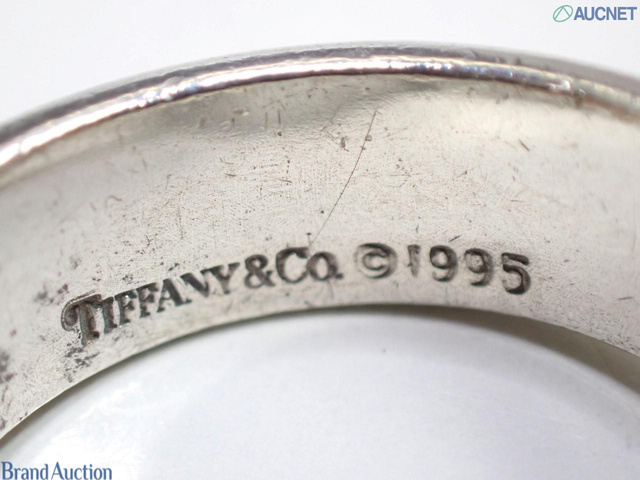 AUCNET
TIFFANY&CO. ©1995
Brand Auction